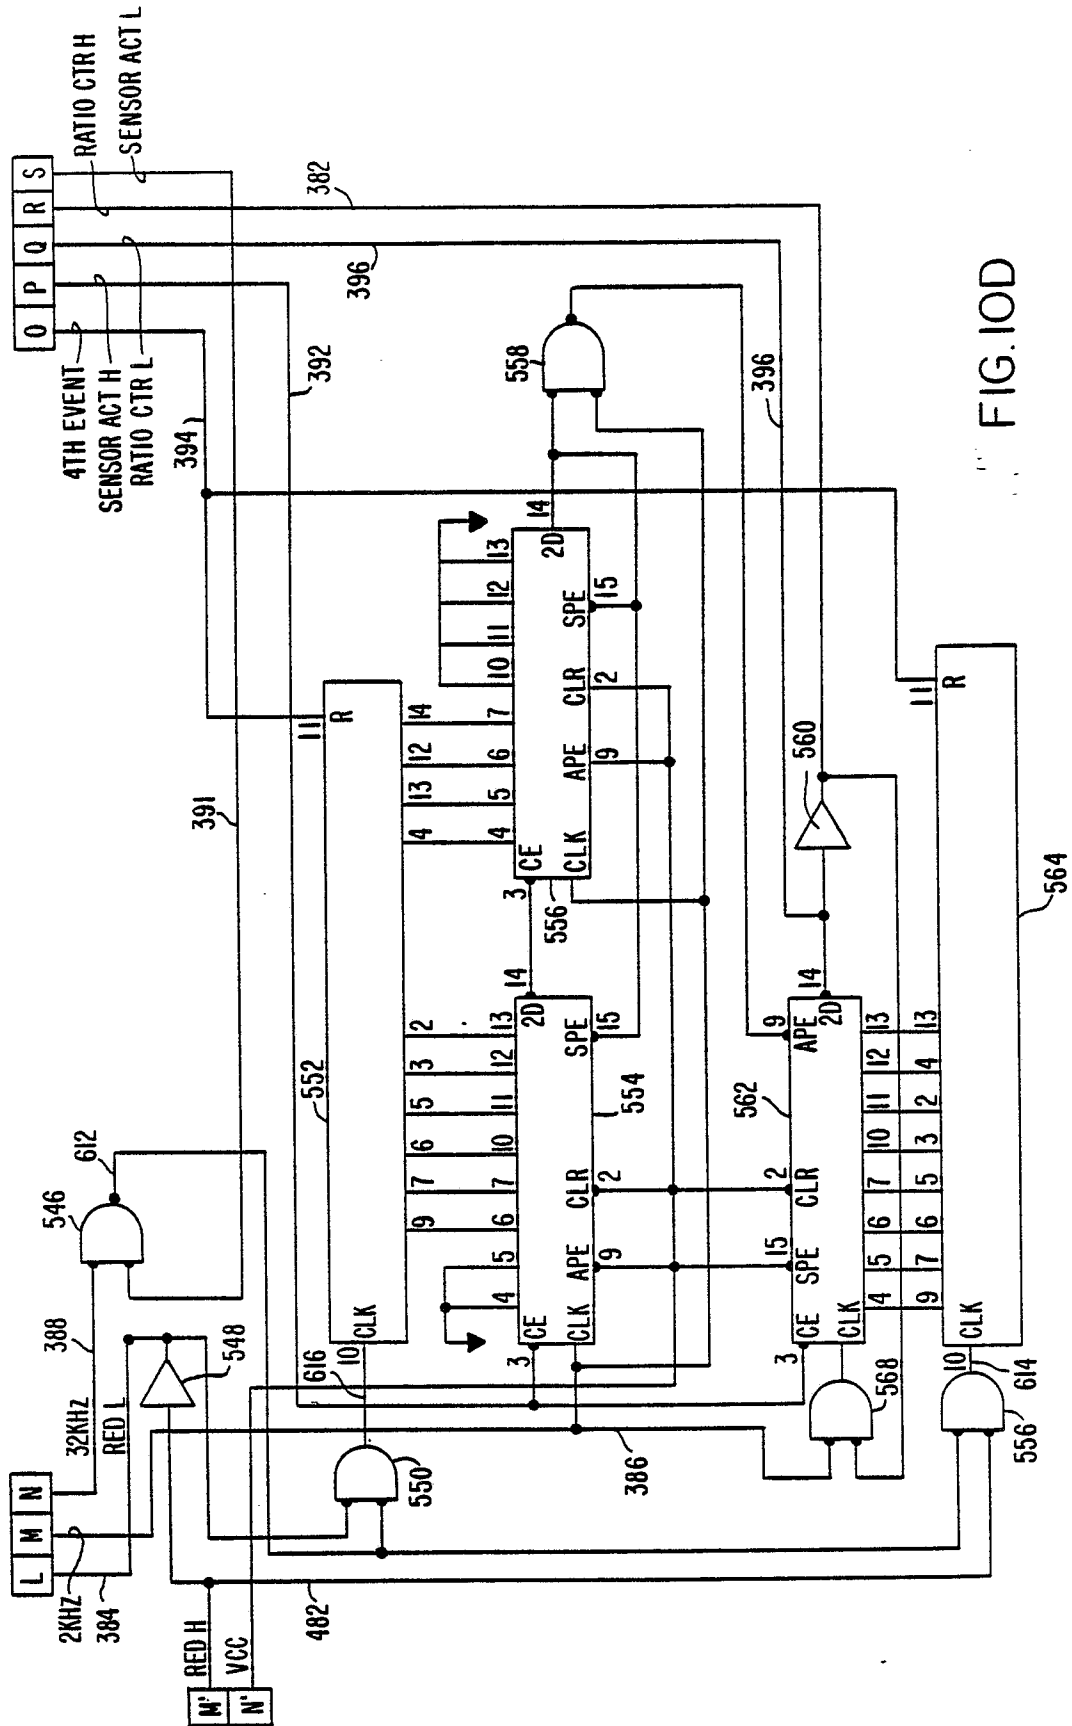 L M N
2KHZ
384
32KHZ
RED L
388
M'
N'
RED H
VCC
482
548
546
612
391
O P Q R S
4TH EVENT
SENSOR ACT H
RATIO CTR L
RATIO CTR H
SENSOR ACT L
394
392
396
382
552
CLK
10
616
550
11
R
9 7 6 5 3 2 4 13 12 14
4 5 6 7 10 11 12 13
4 5 6 7 10 11 12 13
3
CE
CLK
APE
CLR
SPE
2D
14
9
2
15
554
3
CE
CLK
APE
CLR
SPE
2D
14
9
2
15
556
558
386
396
560
562
3
CE
CLK
15
SPE
2
CLR
9
APE
2D
14
4 5 6 7 10 11 12 13
9 7 6 5 3 2 4 13
568
CLK
10
614
556
11
R
564
FIG. 10D